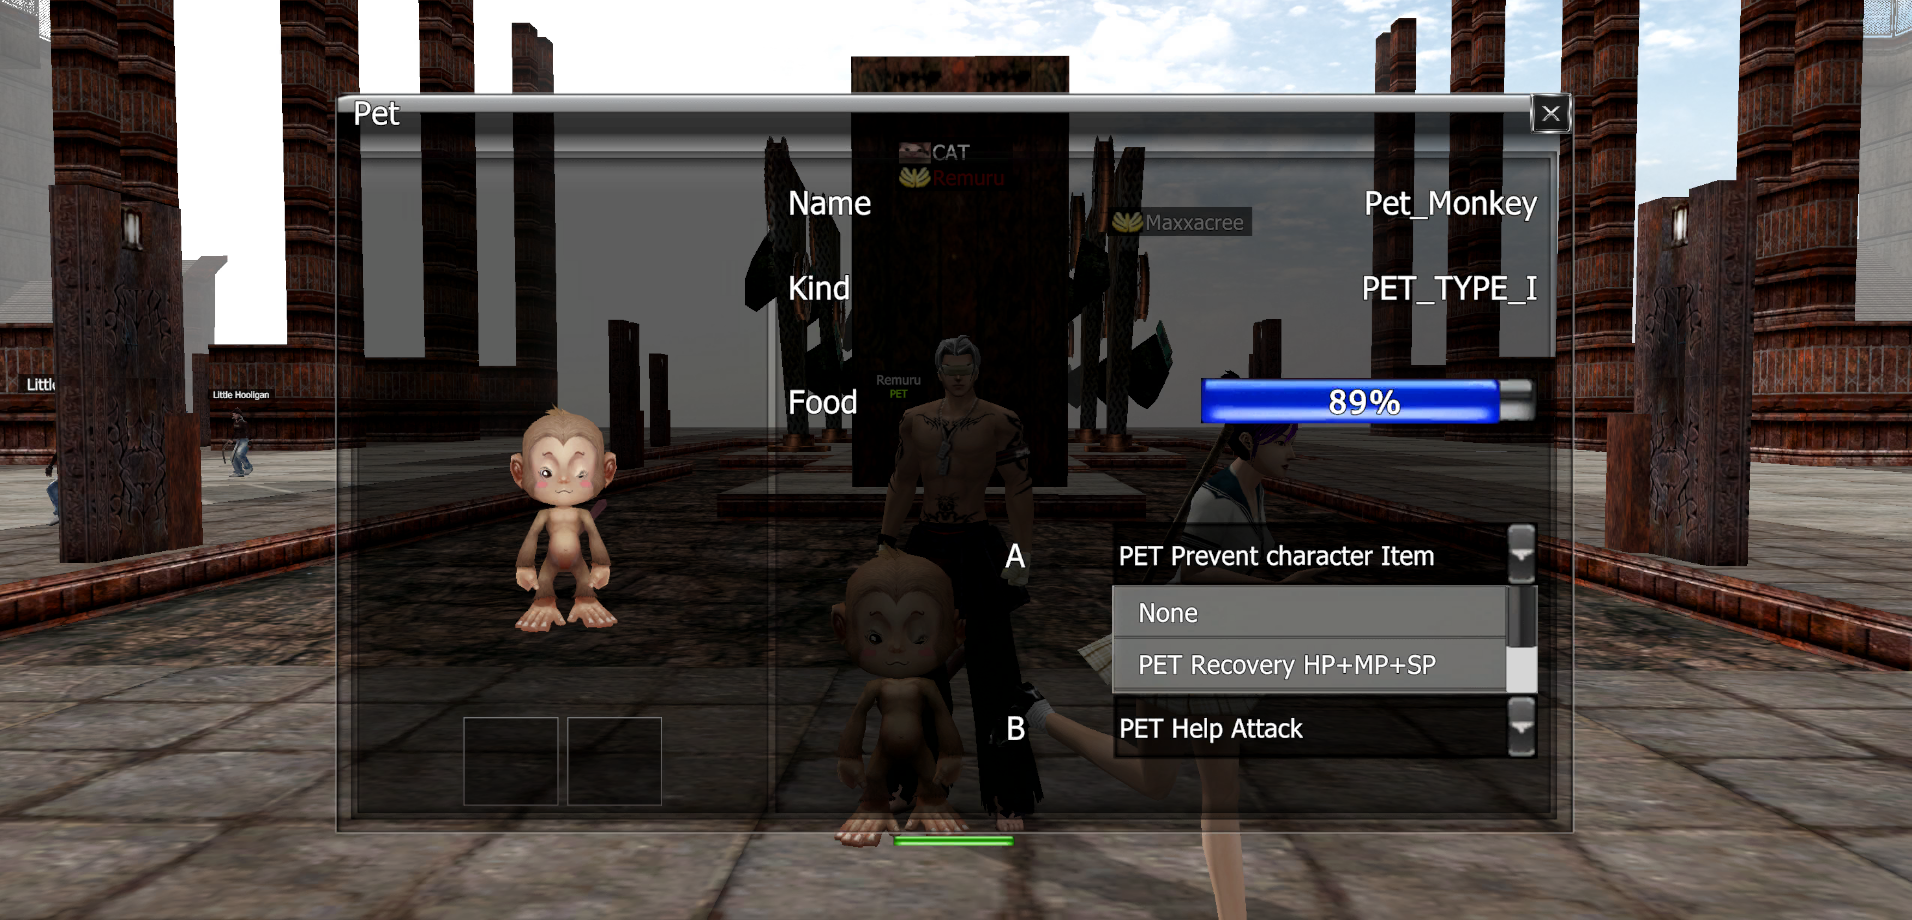 Pet
CAT
Remuru
Name
Pet_Monkey
Maxxacree
Kind
PET_TYPE_I
Little
Little Hooligan
Remuru
PET
Food
89%
A
PET Prevent character Item
None
PET Recovery HP+MP+SP
B
PET Help Attack